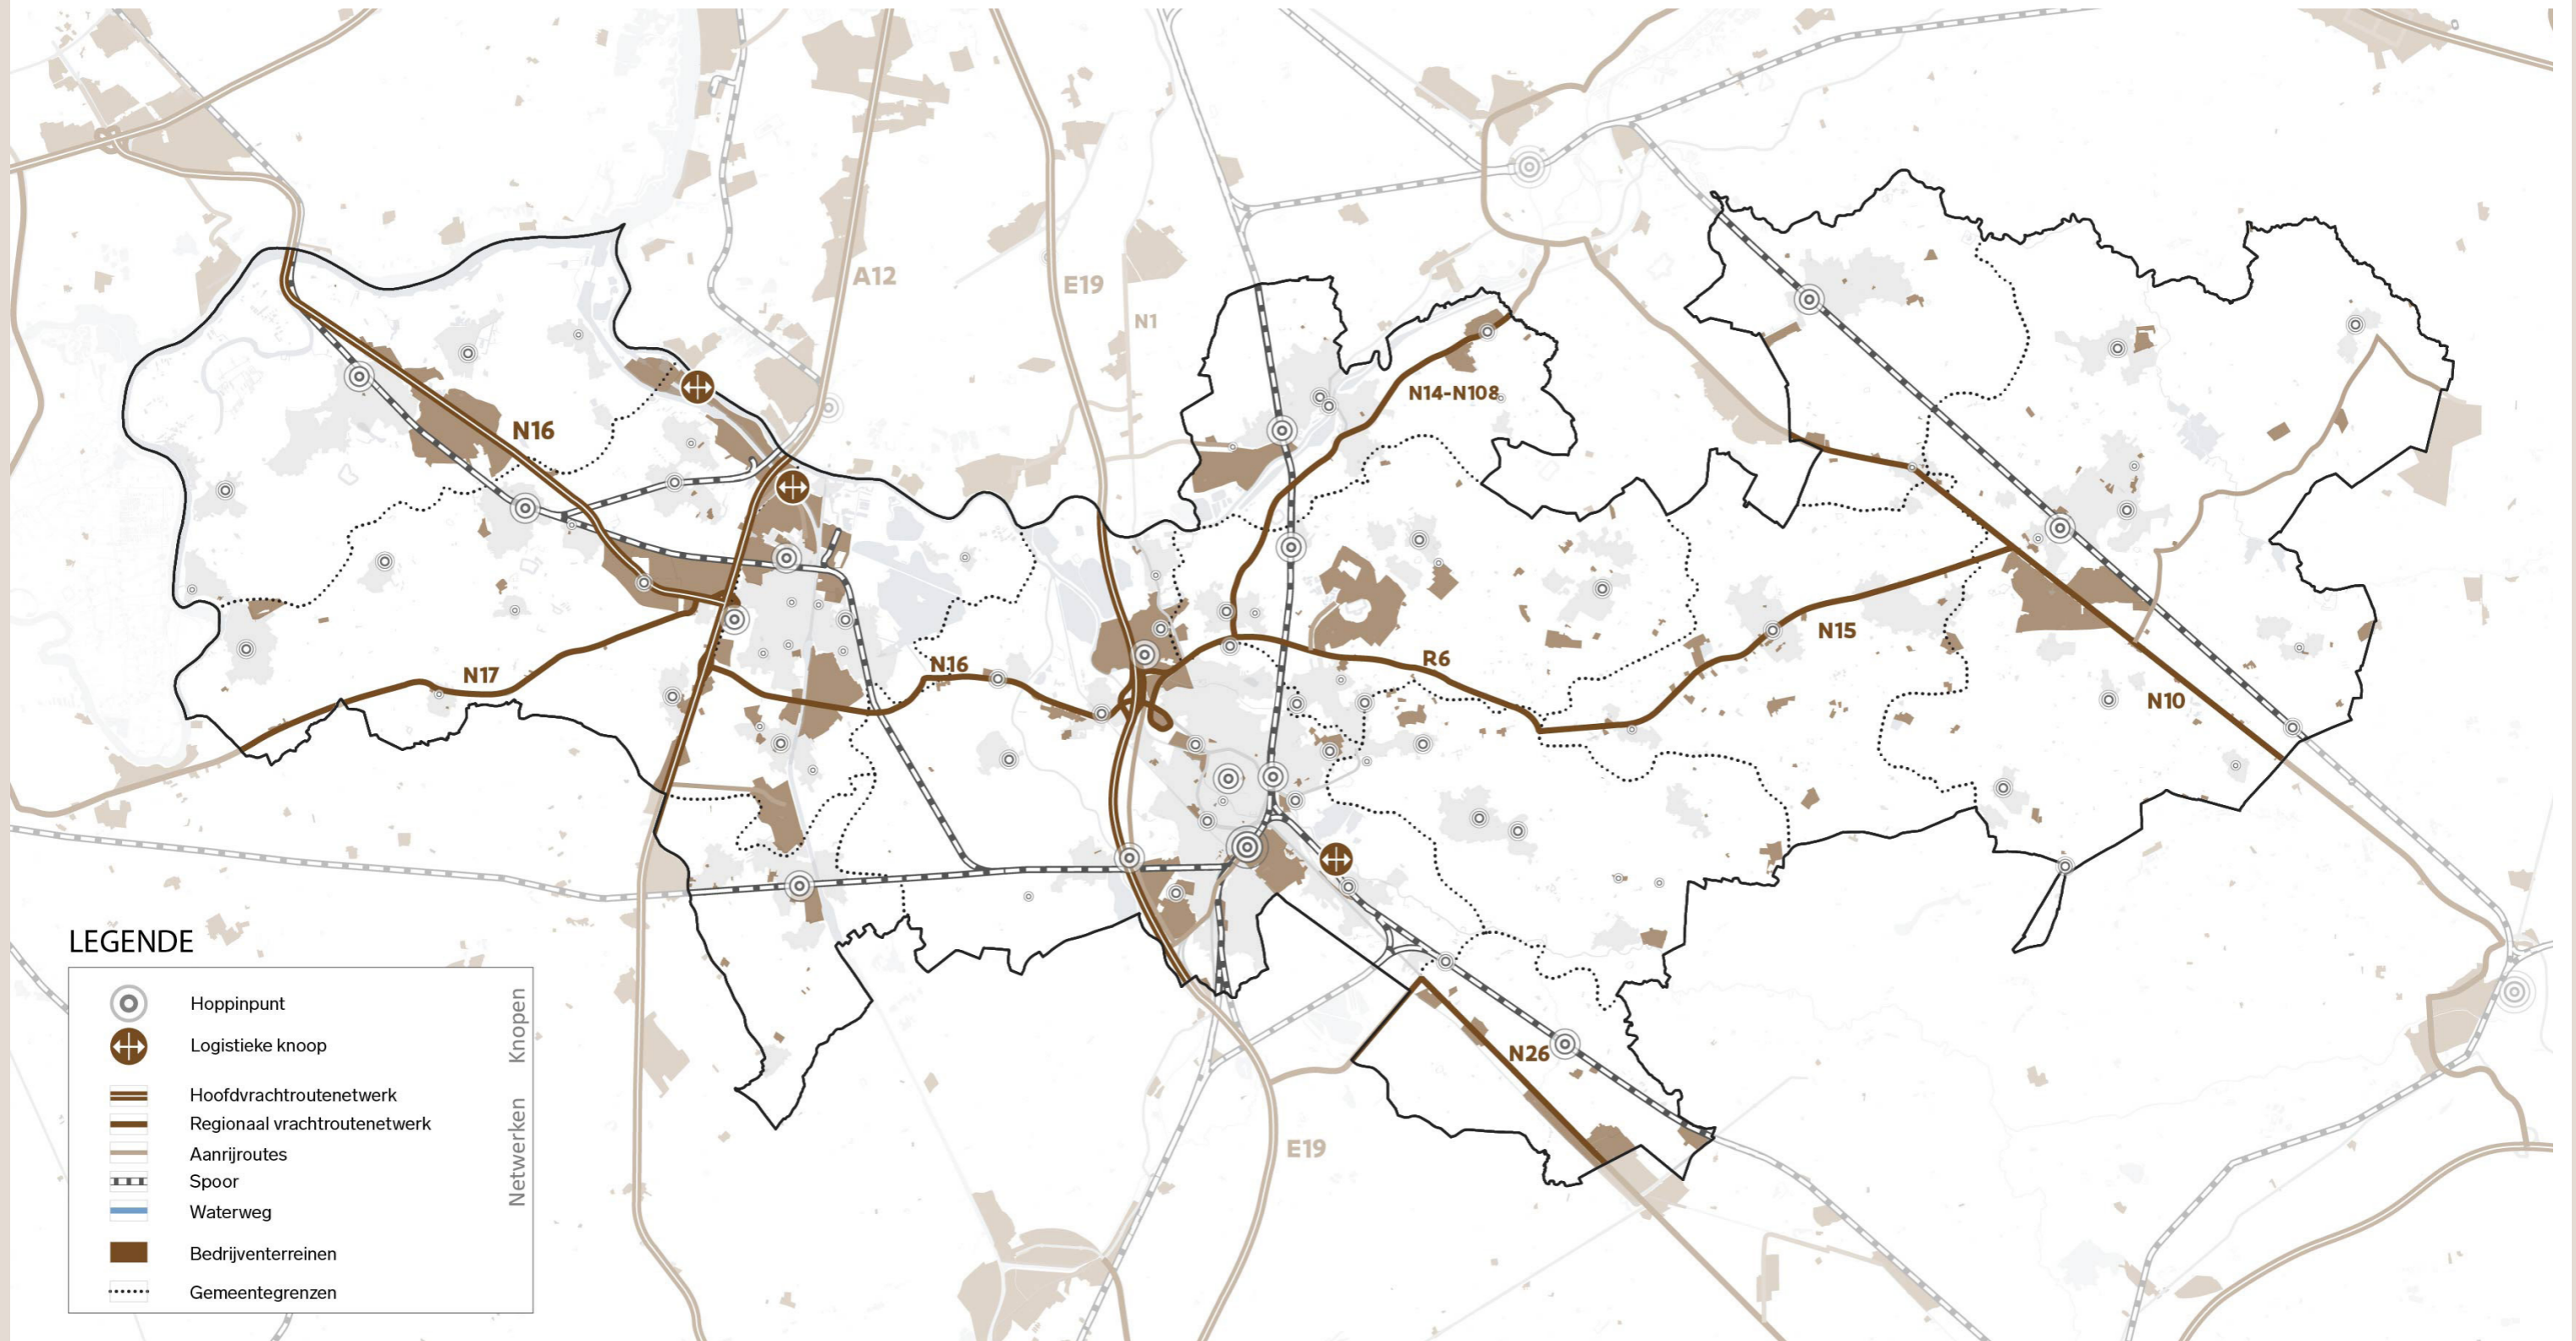 A12
E19
N1
N14-N108
N16
N15
R6
N16
N17
N10
N26
E19
LEGENDE
Hoppinpunt
Logistieke knoop
Knopen
Hoofdvrachtroutenetwerk
Regionaal vrachtroutenetwerk
Aanrijroutes
Spoor
Waterweg
Netwerken
Bedrijventerreinen
Gemeentegrenzen